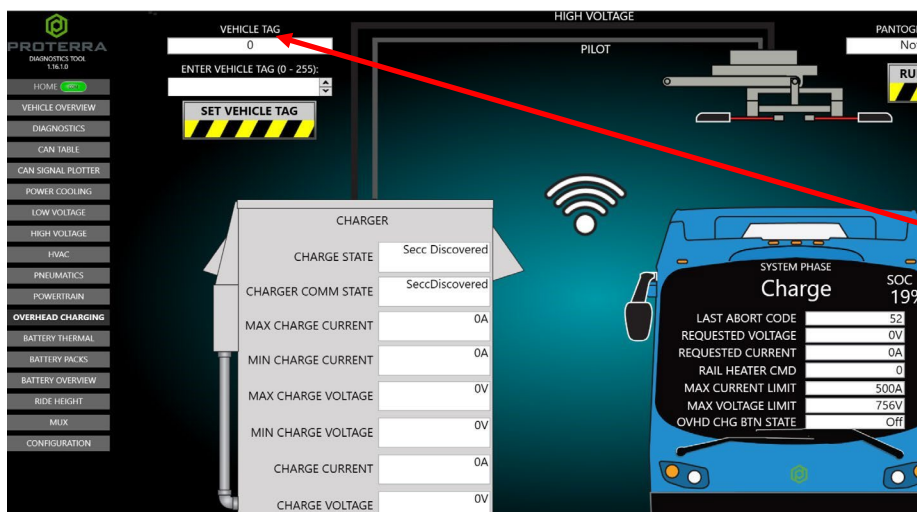 PROTERRA
DIAGNOSTICS TOOL
1.16.1.0
HOME
VEHICLE OVERVIEW
DIAGNOSTICS
CAN TABLE
CAN SIGNAL PLOTTER
POWER COOLING
LOW VOLTAGE
HIGH VOLTAGE
HVAC
PNEUMATICS
POWERTRAIN
OVERHEAD CHARGING
BATTERY THERMAL
BATTERY PACKS
BATTERY OVERVIEW
RIDE HEIGHT
MUX
CONFIGURATION
VEHICLE TAG
0
ENTER VEHICLE TAG (0 - 255):
SET VEHICLE TAG
HIGH VOLTAGE
PILOT
PANTOG
No
RU
CHARGER
CHARGE STATE Secc Discovered
CHARGER COMM STATE SeccDiscovered
MAX CHARGE CURRENT 0A
MIN CHARGE CURRENT 0A
MAX CHARGE VOLTAGE 0V
MIN CHARGE VOLTAGE 0V
CHARGE CURRENT 0A
CHARGE VOLTAGE 0V
SYSTEM PHASE
Charge
SOC
19%
LAST ABORT CODE 52
REQUESTED VOLTAGE 0V
REQUESTED CURRENT 0A
RAIL HEATER CMD 0
MAX CURRENT LIMIT 500A
MAX VOLTAGE LIMIT 756V
OVHD CHG BTN STATE Off